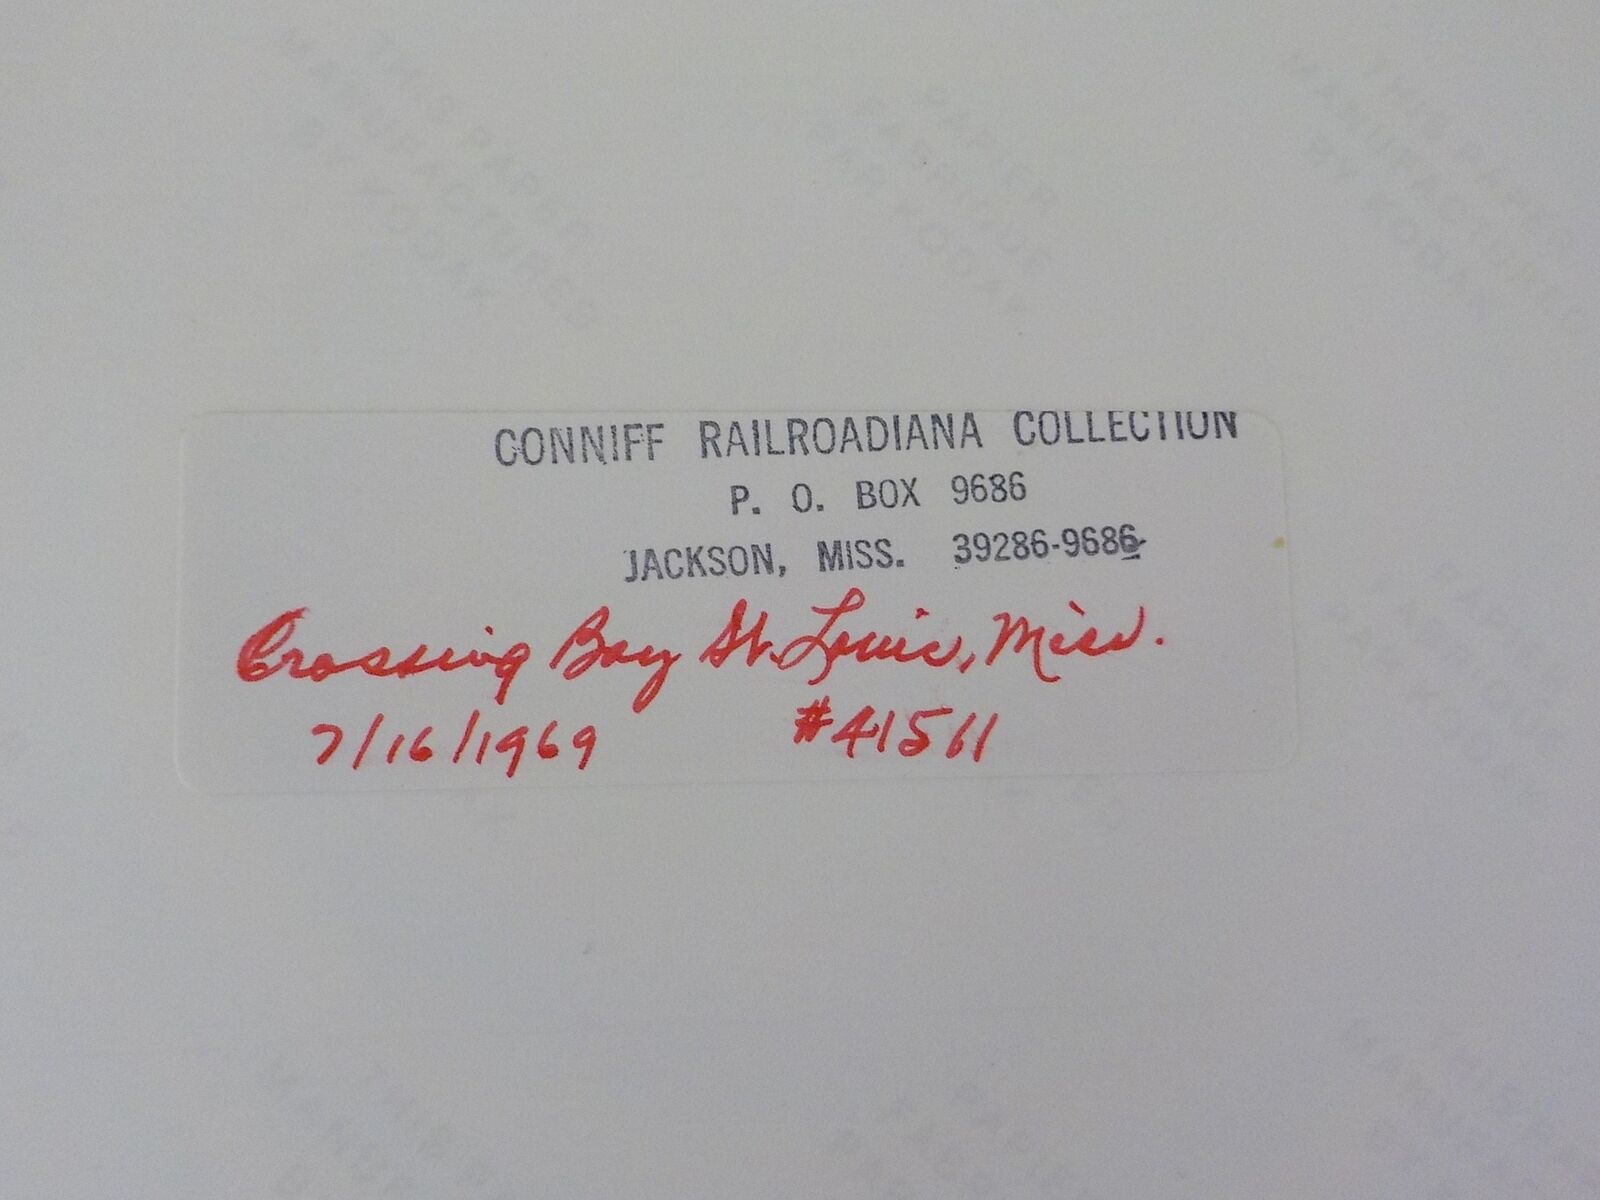 CONNIFF RAILROADIANA COLLECTION
P. O. BOX 9686
JACKSON, MISS. 39286-9686
Crossing Bay St. Louis, Miss.
7/16/1969 #41511